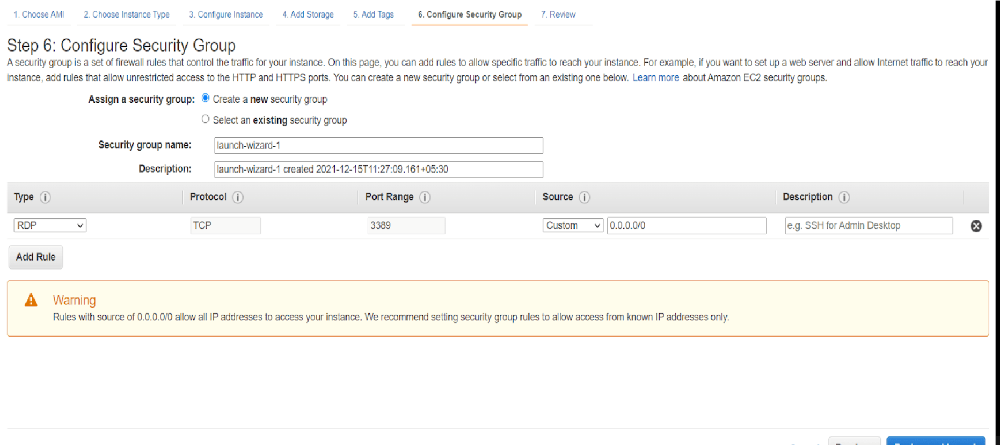 1. Choose AMI 2. Choose Instance Type 3. Configure Instance 4. Add Storage 5. Add Tags 6. Configure Security Group 7. Review
Step 6: Configure Security Group
A security group is a set of firewall rules that control the traffic for your instance. On this page, you can add rules to allow specific traffic to reach your instance. For example, if you want to set up a web server and allow Internet traffic to reach your
instance, add rules that allow unrestricted access to the HTTP and HTTPS ports. You can create a new security group or select from an existing one below. Learn more about Amazon EC2 security groups.
Assign a security group: Create a new security group
Select an existing security group
Security group name: launch-wizard-1
Description: launch-wizard-1 created 2021-12-15T11:27:09.161+05:30
Type Protocol Port Range Source Description
RDP TCP 3389 Custom 0.0.0.0/0 e.g. SSH for Admin Desktop
Add Rule
Warning
Rules with source of 0.0.0.0/0 allow all IP addresses to access your instance. We recommend setting security group rules to allow access from known IP addresses only.